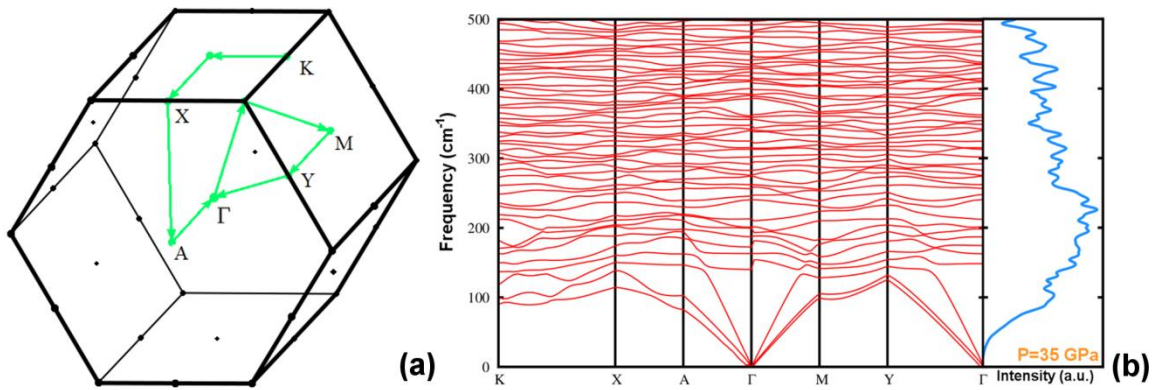 K
X
M
Y
Γ
A
(a)
Frequency (cm⁻¹)
500
400
300
200
100
0
K X A Γ M Y Γ
P=35 GPa
Intensity (a.u.)
(b)